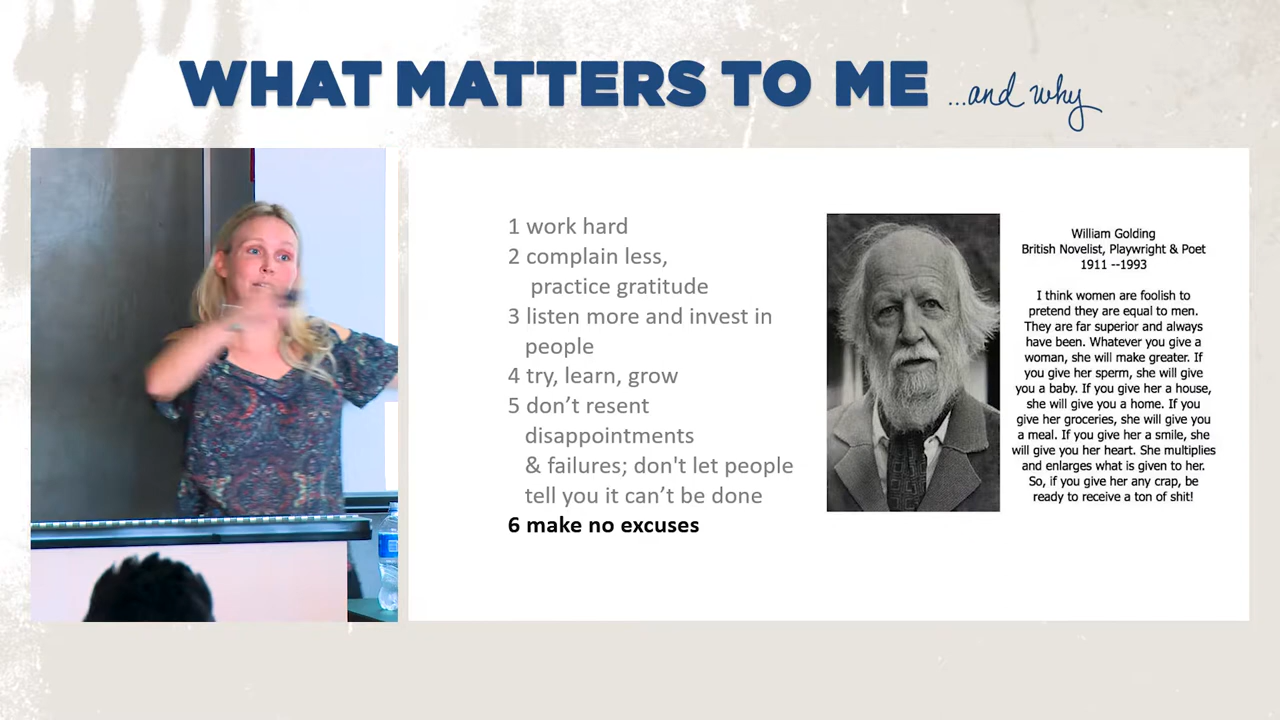 WHAT MATTERS TO ME ...and why
1 work hard
2 complain less,
practice gratitude
3 listen more and invest in
people
4 try, learn, grow
5 don’t resent
disappointments
& failures; don't let people
tell you it can’t be done
6 make no excuses
William Golding
British Novelist, Playwright & Poet
1911 --1993
I think women are foolish to
pretend they are equal to men.
They are far superior and always
have been. Whatever you give a
woman, she will make greater. If
you give her sperm, she will give
you a baby. If you give her a house,
she will give you a home. If you
give her groceries, she will give you
a meal. If you give her a smile, she
will give you her heart. She multiplies
and enlarges what is given to her.
So, if you give her any crap, be
ready to receive a ton of shit!